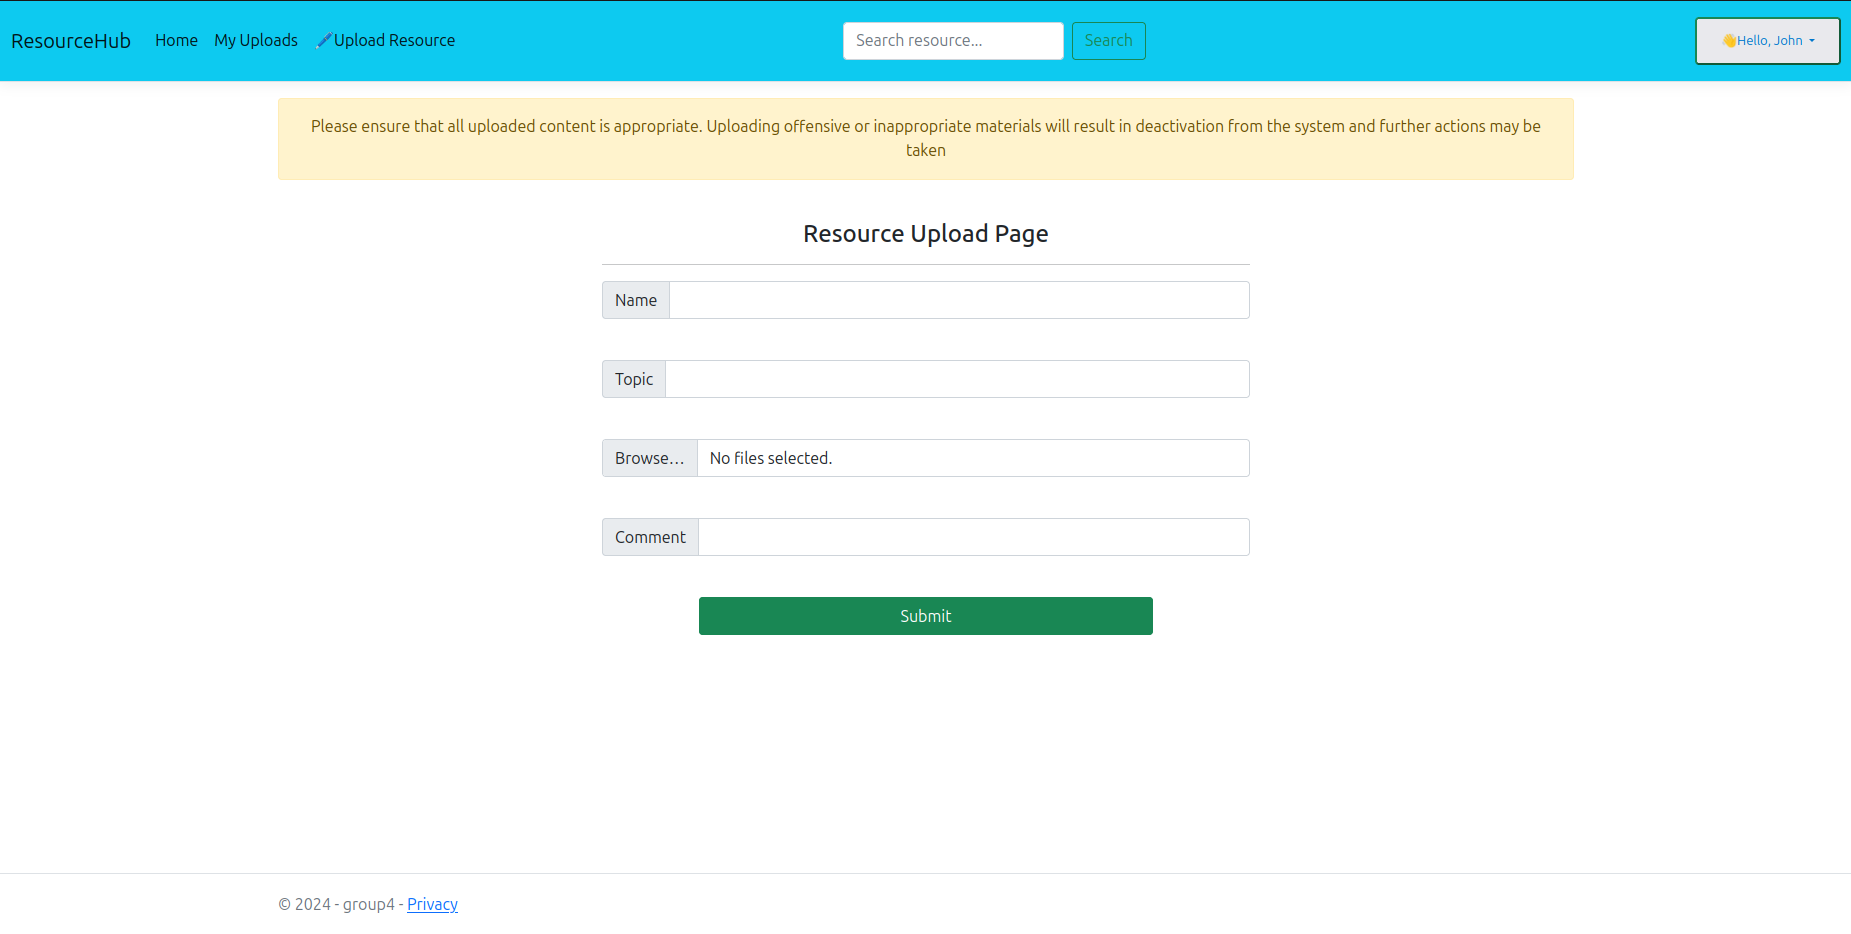 ResourceHub Home My Uploads 🖊️Upload Resource Search resource... Search 👋Hello, John
Please ensure that all uploaded content is appropriate. Uploading offensive or inappropriate materials will result in deactivation from the system and further actions may be
taken
Resource Upload Page
Name
Topic
Browse... No files selected.
Comment
Submit
© 2024 - group4 - Privacy